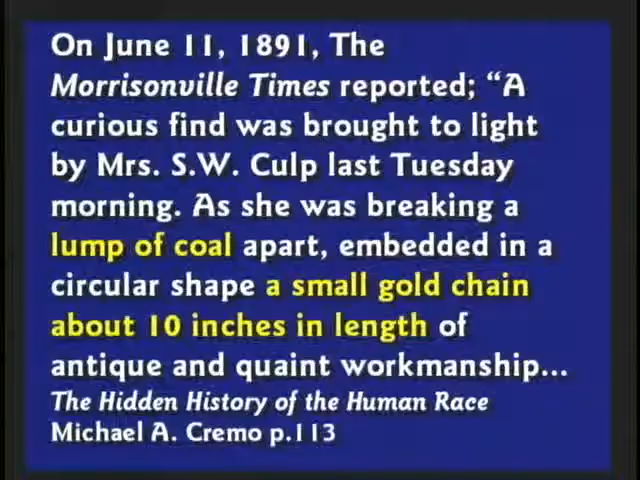 On June 11, 1891, The
Morrisonville Times reported; “A
curious find was brought to light
by Mrs. S.W. Culp last Tuesday
morning. As she was breaking a
lump of coal apart, embedded in a
circular shape a small gold chain
about 10 inches in length of
antique and quaint workmanship...
The Hidden History of the Human Race
Michael A. Cremo p.113